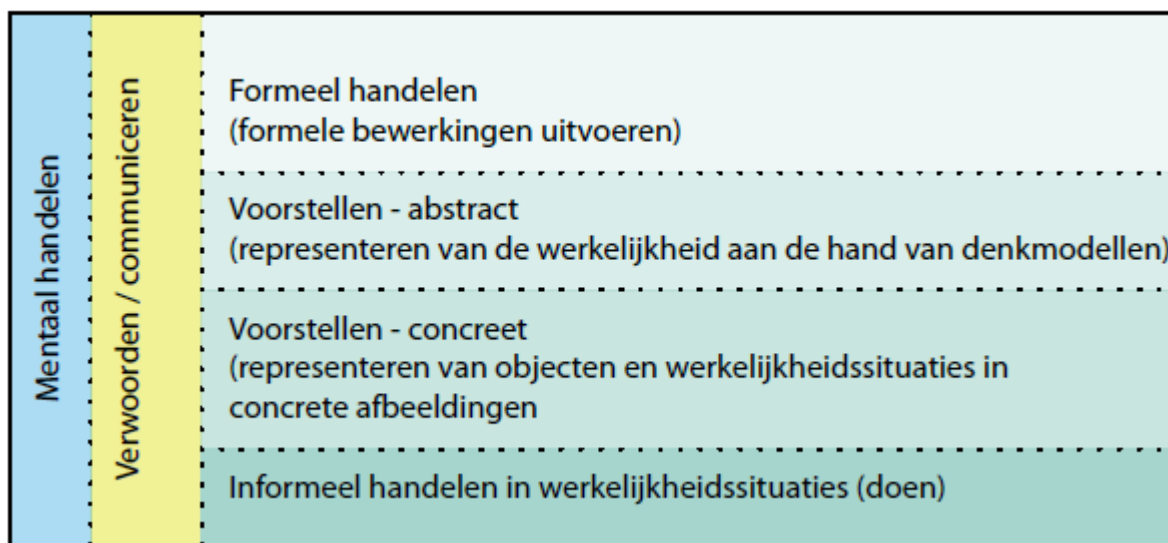 Mentaal handelen
Verwoorden / communiceren
Formeel handelen
(formele bewerkingen uitvoeren)
Voorstellen - abstract
(representeren van de werkelijkheid aan de hand van denkmodellen)
Voorstellen - concreet
(representeren van objecten en werkelijkheidssituaties in
concrete afbeeldingen
Informeel handelen in werkelijkheidssituaties (doen)